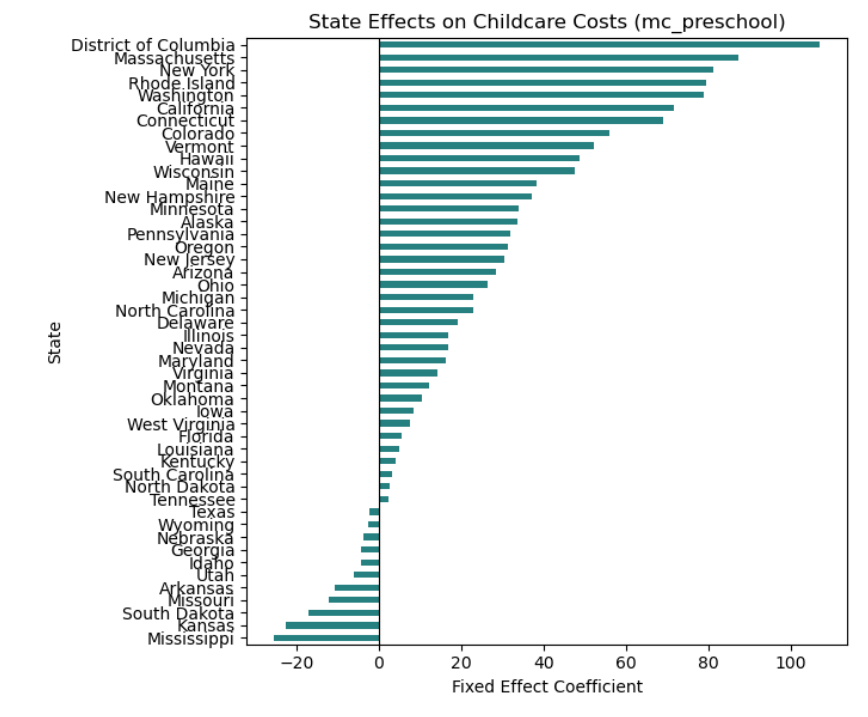 State Effects on Childcare Costs (mc_preschool)
District of Columbia
Massachusetts
New York
Rhode Island
Washington
California
Connecticut
Colorado
Vermont
Hawaii
Wisconsin
Maine
New Hampshire
Minnesota
Alaska
Pennsylvania
Oregon
New Jersey
Arizona
Ohio
Michigan
North Carolina
Delaware
Illinois
Nevada
Maryland
Virginia
Montana
Oklahoma
Iowa
West Virginia
Florida
Louisiana
Kentucky
South Carolina
North Dakota
Tennessee
Texas
Wyoming
Nebraska
Georgia
Idaho
Utah
Arkansas
Missouri
South Dakota
Kansas
Mississippi
State
−20 0 20 40 60 80 100
Fixed Effect Coefficient